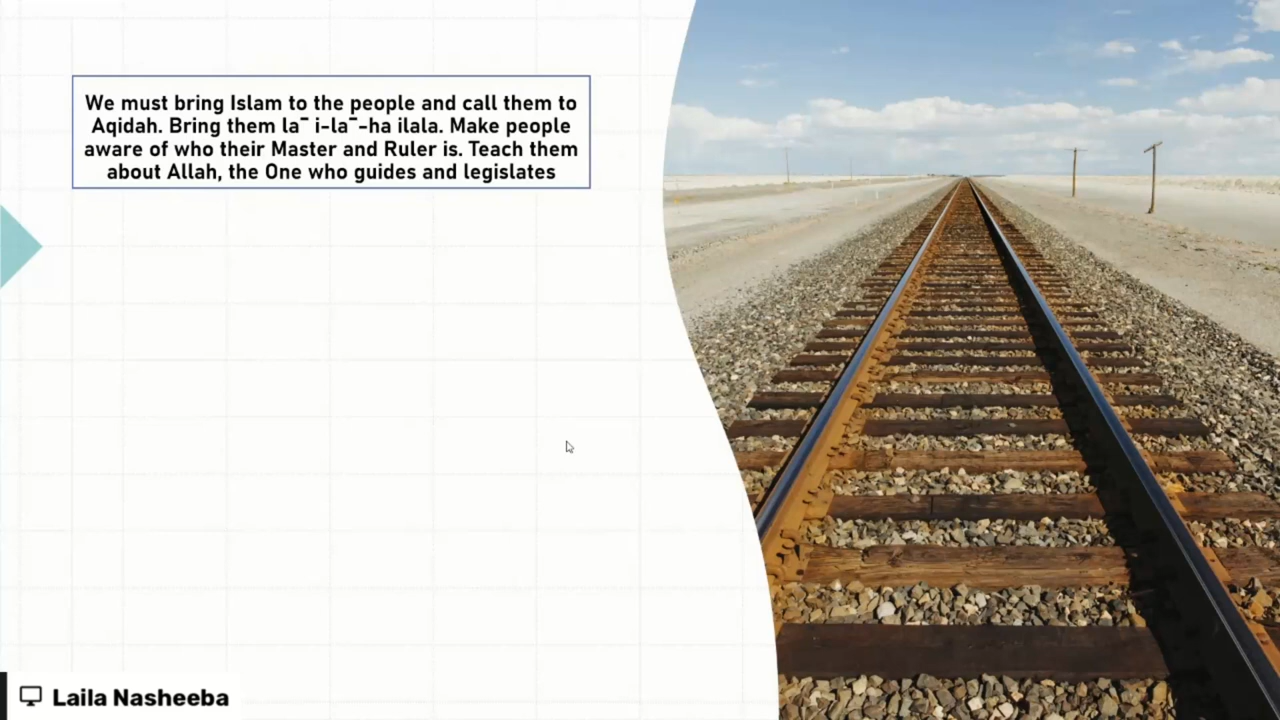 We must bring Islam to the people and call them to
Aqidah. Bring them la¯ i-la¯-ha ilala. Make people
aware of who their Master and Ruler is. Teach them
about Allah, the One who guides and legislates
Laila Nasheeba